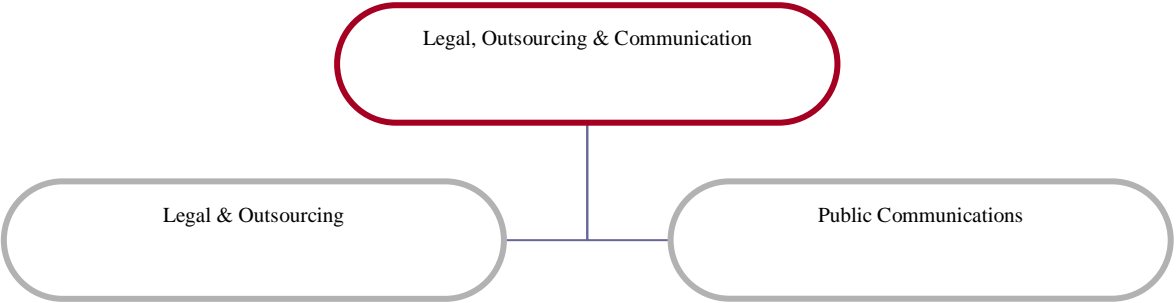 Legal, Outsourcing & Communication
Legal & Outsourcing
Public Communications